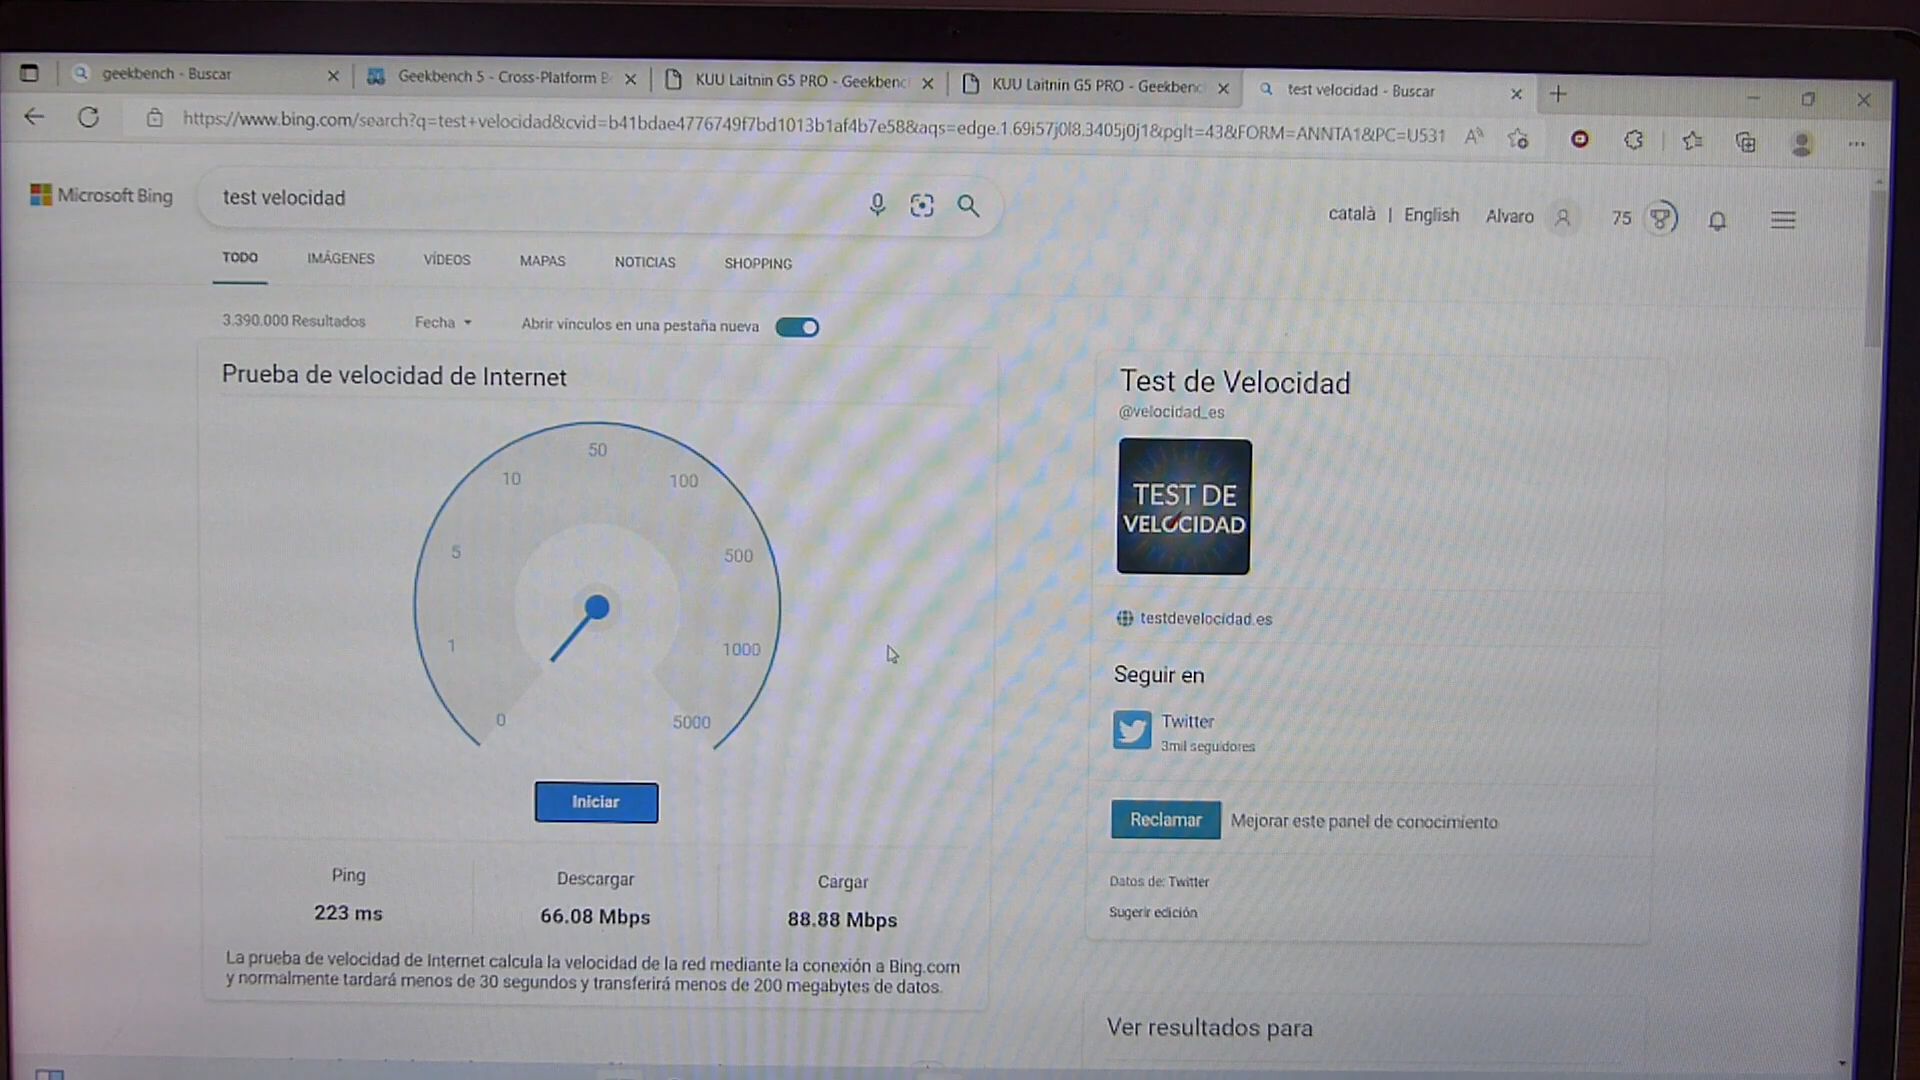 geekbench - Buscar
Geekbench 5 - Cross-Platform B
KUU Laitnin G5 PRO - Geekbenc
KUU Laitnin G5 PRO - Geekbenc
test velocidad - Buscar
https://www.bing.com/search?q=test+velocidad&cvid=b41bdae4776749f7bd1013b1af4b7e58&aqs=edge.1.69i57j0l8.3405j0j1&pglt=43&FORM=ANNTA1&PC=U531
Microsoft Bing
test velocidad
català | English
Alvaro
75
TODO
IMÁGENES
VÍDEOS
MAPAS
NOTICIAS
SHOPPING
3.390.000 Resultados
Fecha
Abrir vínculos en una pestaña nueva
Prueba de velocidad de Internet
0
1
5
10
50
100
500
1000
5000
Iniciar
Ping
223 ms
Descargar
66.08 Mbps
Cargar
88.88 Mbps
La prueba de velocidad de Internet calcula la velocidad de la red mediante la conexión a Bing.com
y normalmente tardará menos de 30 segundos y transferirá menos de 200 megabytes de datos.
Test de Velocidad
@velocidad_es
TEST DE
VELOCIDAD
testdevelocidad.es
Seguir en
Twitter
3mil seguidores
Reclamar
Mejorar este panel de conocimiento
Datos de: Twitter
Sugerir edición
Ver resultados para